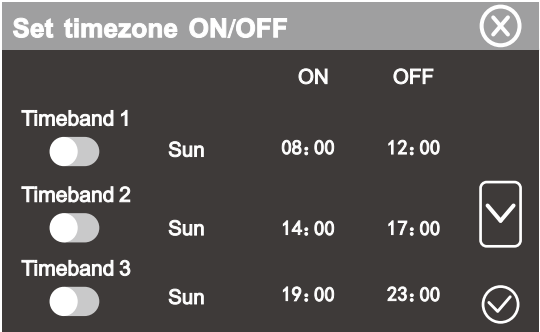 Set timezone ON/OFF
ON OFF
Timeband 1
Sun 08:00 12:00
Timeband 2
Sun 14:00 17:00
Timeband 3
Sun 19:00 23:00